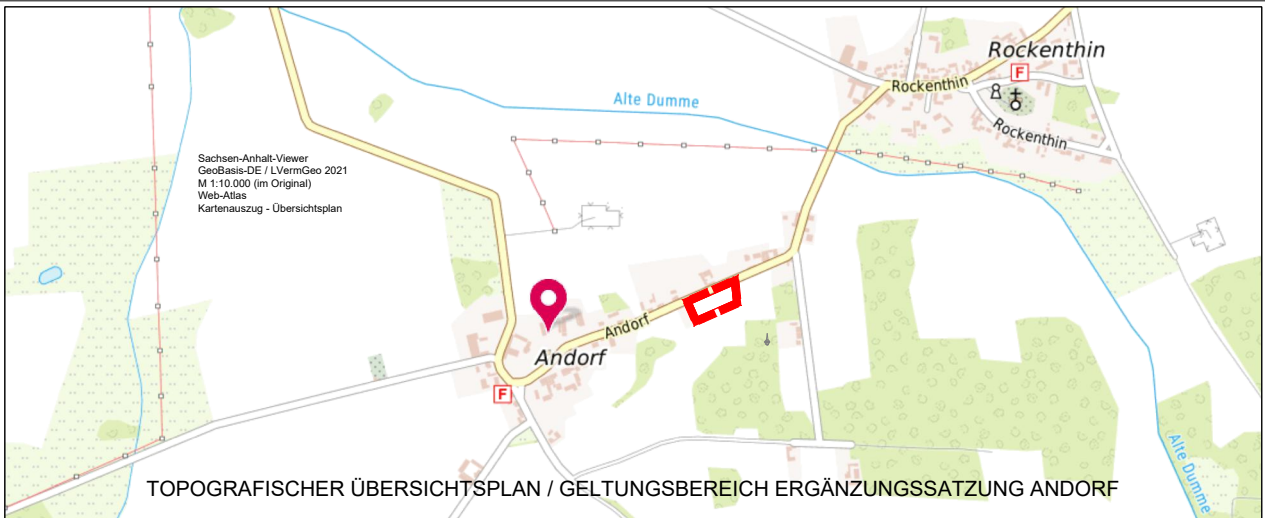 Rockenthin
F
Rockenthin
Alte Dumme
Rockenthin
Sachsen-Anhalt-Viewer
GeoBasis-DE / LVermGeo 2021
M 1:10.000 (im Original)
Web-Atlas
Kartenauszug - Übersichtsplan
Andorf
Andorf
F
Alte Dumme
TOPOGRAFISCHER ÜBERSICHTSPLAN / GELTUNGSBEREICH ERGÄNZUNGSSATZUNG ANDORF